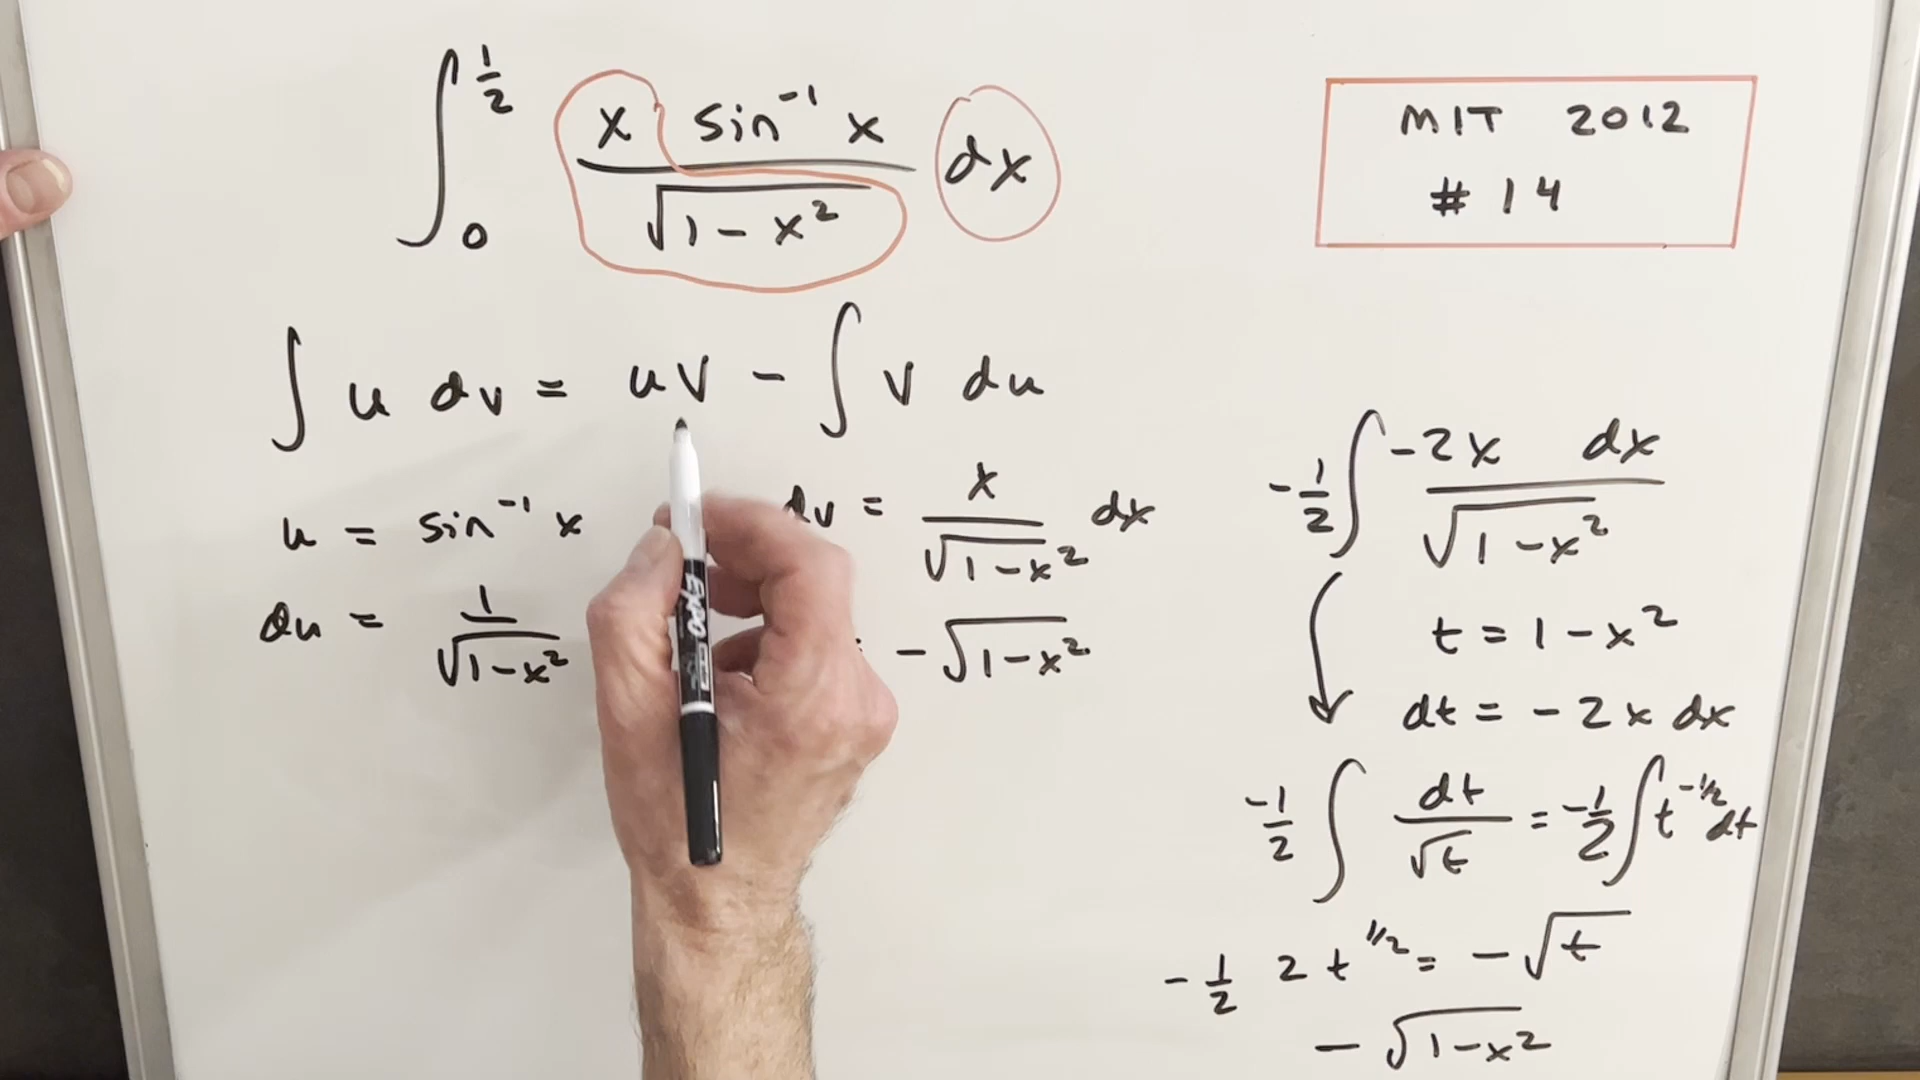 ∫₀^½ x sin⁻¹ x / √(1 - x²) dx
MIT 2012
# 14
∫ u dv = uv - ∫ v du
u = sin⁻¹ x
dv = x / √(1-x²) dx
du = 1 / √(1-x²)
= -√(1-x²)
-1/2 ∫ -2x dx / √(1-x²)
t = 1 - x²
dt = -2x dx
-1/2 ∫ dt / √t = -1/2 ∫ t^-1/2 dt
-1/2 2 t^1/2 = -√t
-√(1-x²)
EXPO